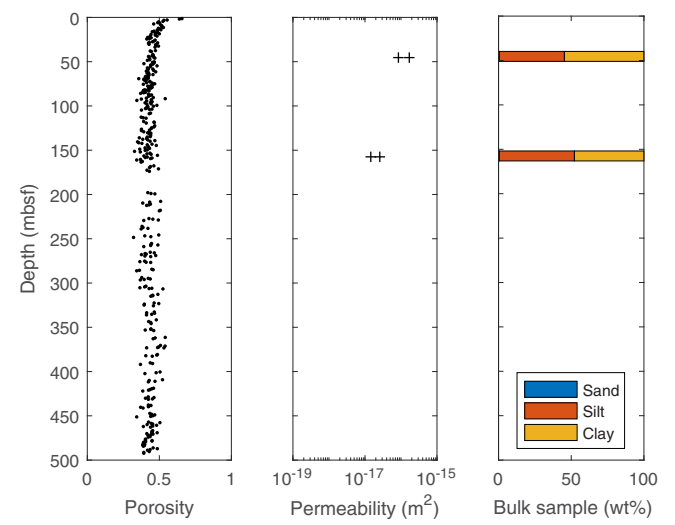 0
50
100
150
200
250
300
350
400
450
500
Depth (mbsf)
0 0.5 1
Porosity
10-19 10-17 10-15
Permeability (m2)
Sand
Silt
Clay
0 50 100
Bulk sample (wt%)